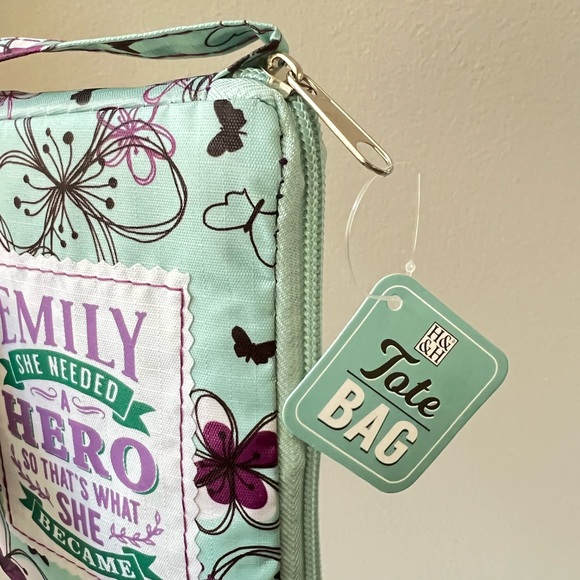 EMILY
SHE NEEDED
A
HERO
SO THAT'S WHAT
SHE
BECAME
H&
&H
Tote
BAG